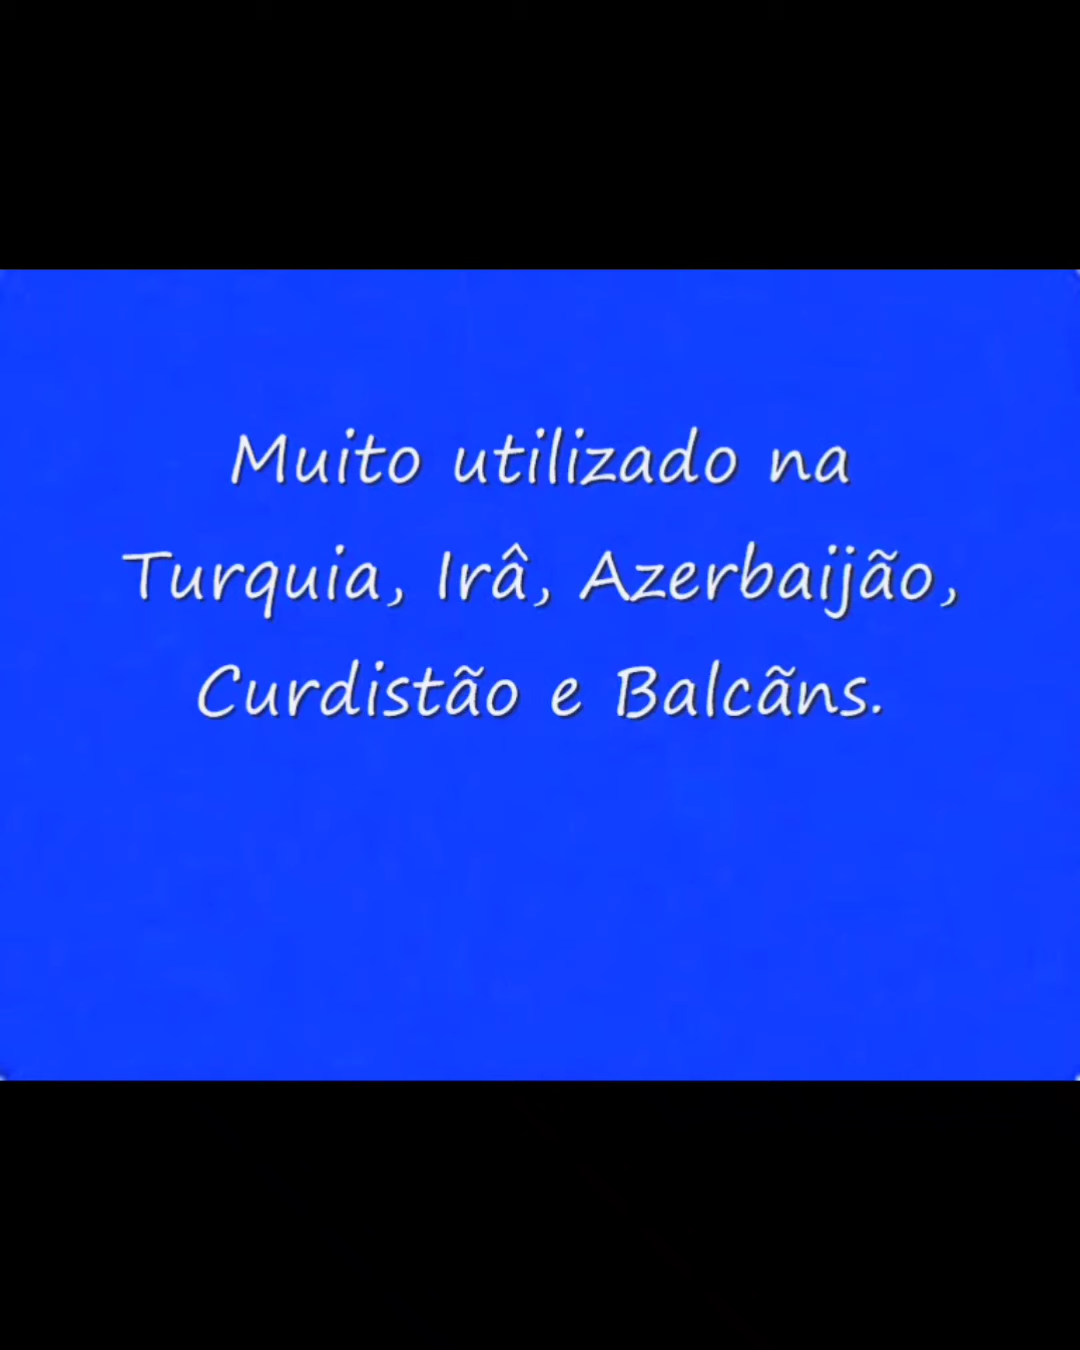 Muito utilizado na
Turquia, Irâ, Azerbaijão,
Curdistão e Balcãns.